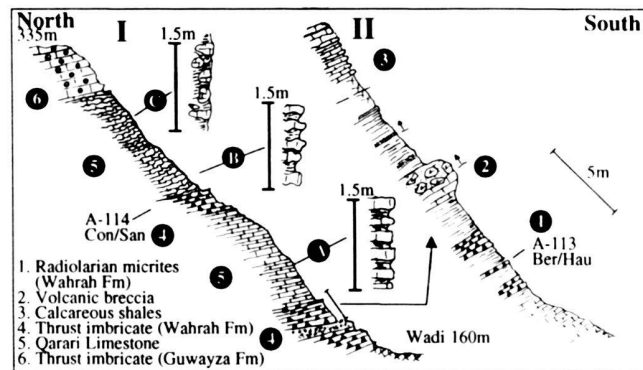 North
I
II
South
335m
1.5m
C
3
6
1.5m
B
2
5
5m
A-114
Con/San
4
1.5m
A
1
A-113
Ber/Hau
5
4
Wadi 160m
1. Radiolarian micrites
(Wahrah Fm)
2. Volcanic breccia
3. Calcareous shales
4. Thrust imbricate (Wahrah Fm)
5. Qarari Limestone
6. Thrust imbricate (Guwayza Fm)